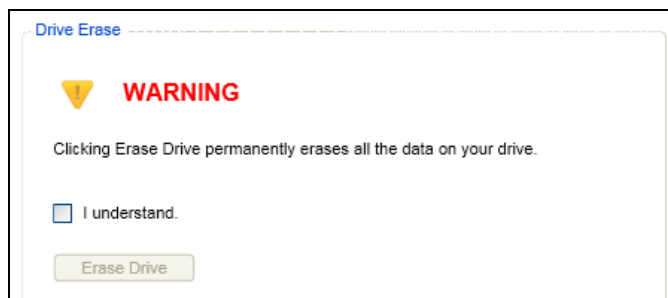 Drive Erase
WARNING
Clicking Erase Drive permanently erases all the data on your drive.
I understand.
Erase Drive